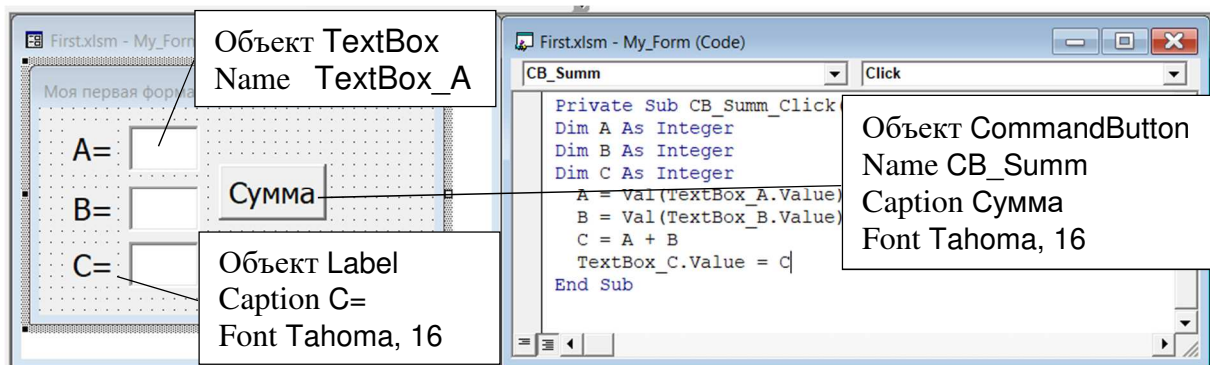 First.xlsm - My_Form
Моя первая форма
A=
B=
C=
Сумма
Объект TextBox
Name TextBox_A
Объект Label
Caption C=
Font Tahoma, 16
First.xlsm - My_Form (Code)
CB_Summ
Click
Private Sub CB_Summ_Click(
Dim A As Integer
Dim B As Integer
Dim C As Integer
A = Val(TextBox_A.Value)
B = Val(TextBox_B.Value)
C = A + B
TextBox_C.Value = C
End Sub
Объект CommandButton
Name CB_Summ
Caption Сумма
Font Tahoma, 16